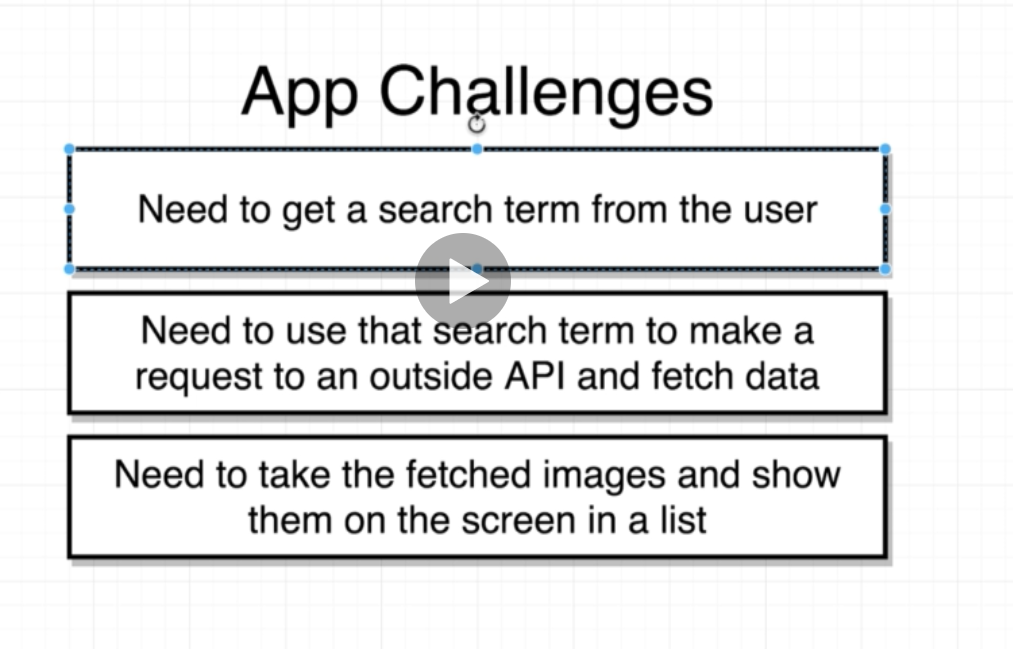 App Challenges
Need to get a search term from the user
Need to use that search term to make a
request to an outside API and fetch data
Need to take the fetched images and show
them on the screen in a list